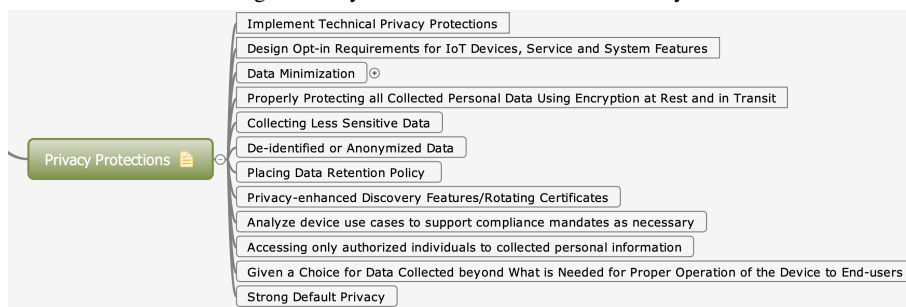 Implement Technical Privacy Protections
Design Opt-in Requirements for IoT Devices, Service and System Features
Data Minimization
Properly Protecting all Collected Personal Data Using Encryption at Rest and in Transit
Collecting Less Sensitive Data
De-identified or Anonymized Data
Privacy Protections
Placing Data Retention Policy
Privacy-enhanced Discovery Features/Rotating Certificates
Analyze device use cases to support compliance mandates as necessary
Accessing only authorized individuals to collected personal information
Given a Choice for Data Collected beyond What is Needed for Proper Operation of the Device to End-users
Strong Default Privacy